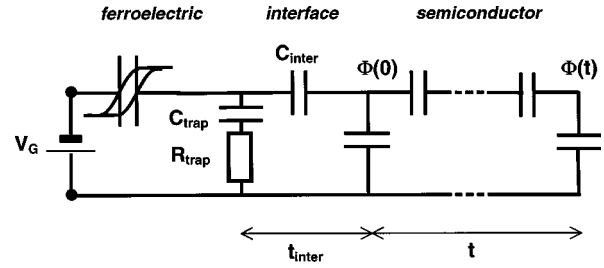 ferroelectric interface semiconductor
C_inter Φ(0) Φ(t)
C_trap
V_G R_trap
t_inter t